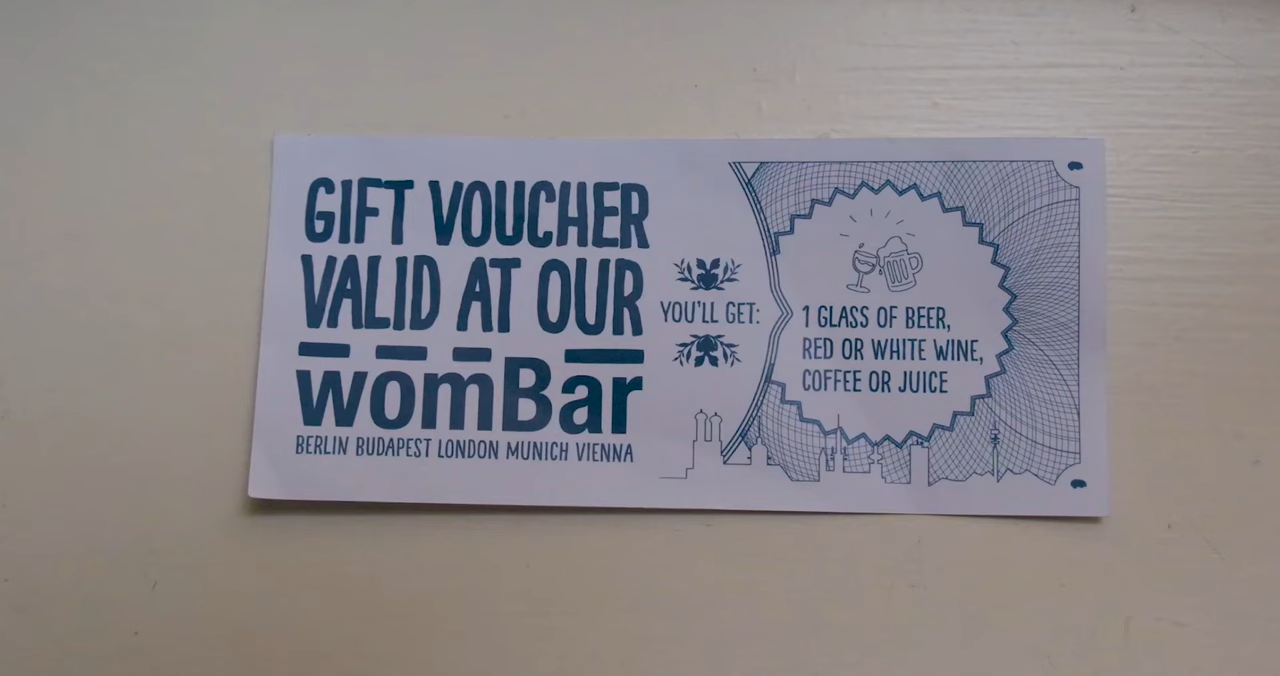 GIFT VOUCHER
VALID AT OUR
womBar
BERLIN BUDAPEST LONDON MUNICH VIENNA
YOU'LL GET:
1 GLASS OF BEER,
RED OR WHITE WINE,
COFFEE OR JUICE